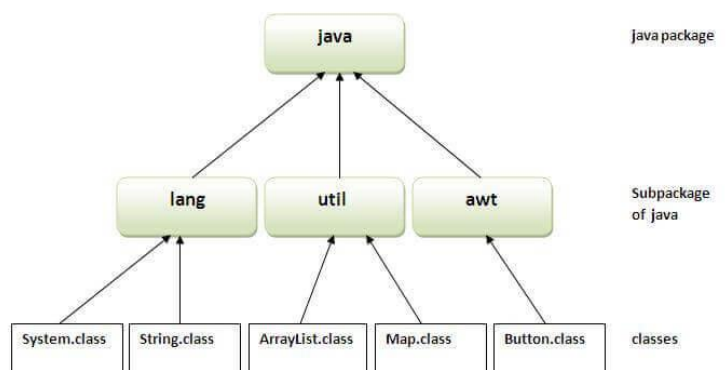 java
java package
lang
util
awt
Subpackage
of java
System.class
String.class
ArrayList.class
Map.class
Button.class
classes